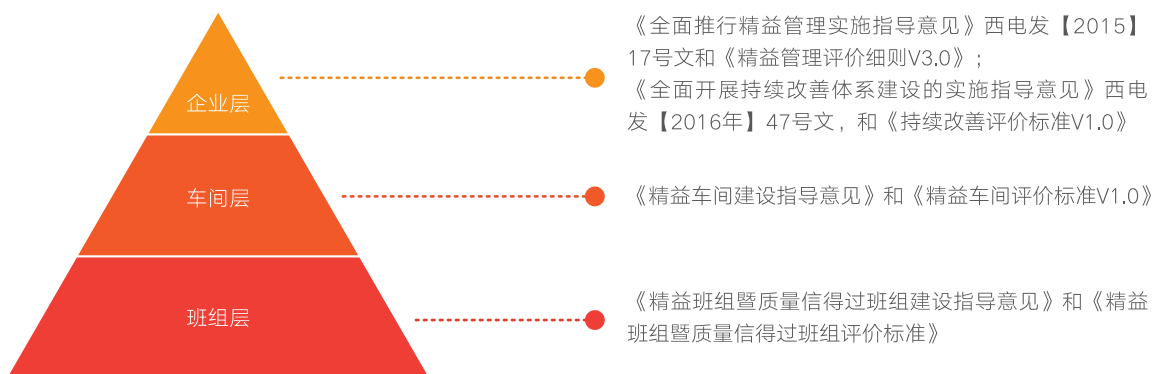 《全面推行精益管理实施指导意见》西电发【2015】
17号文和《精益管理评价细则V3.0》;
《全面开展持续改善体系建设的实施指导意见》西电
发【2016年】47号文，和《持续改善评价标准V1.0》
企业层
《精益车间建设指导意见》和《精益车间评价标准V1.0》
车间层
《精益班组暨质量信得过班组建设指导意见》和《精益
班组暨质量信得过班组评价标准》
班组层